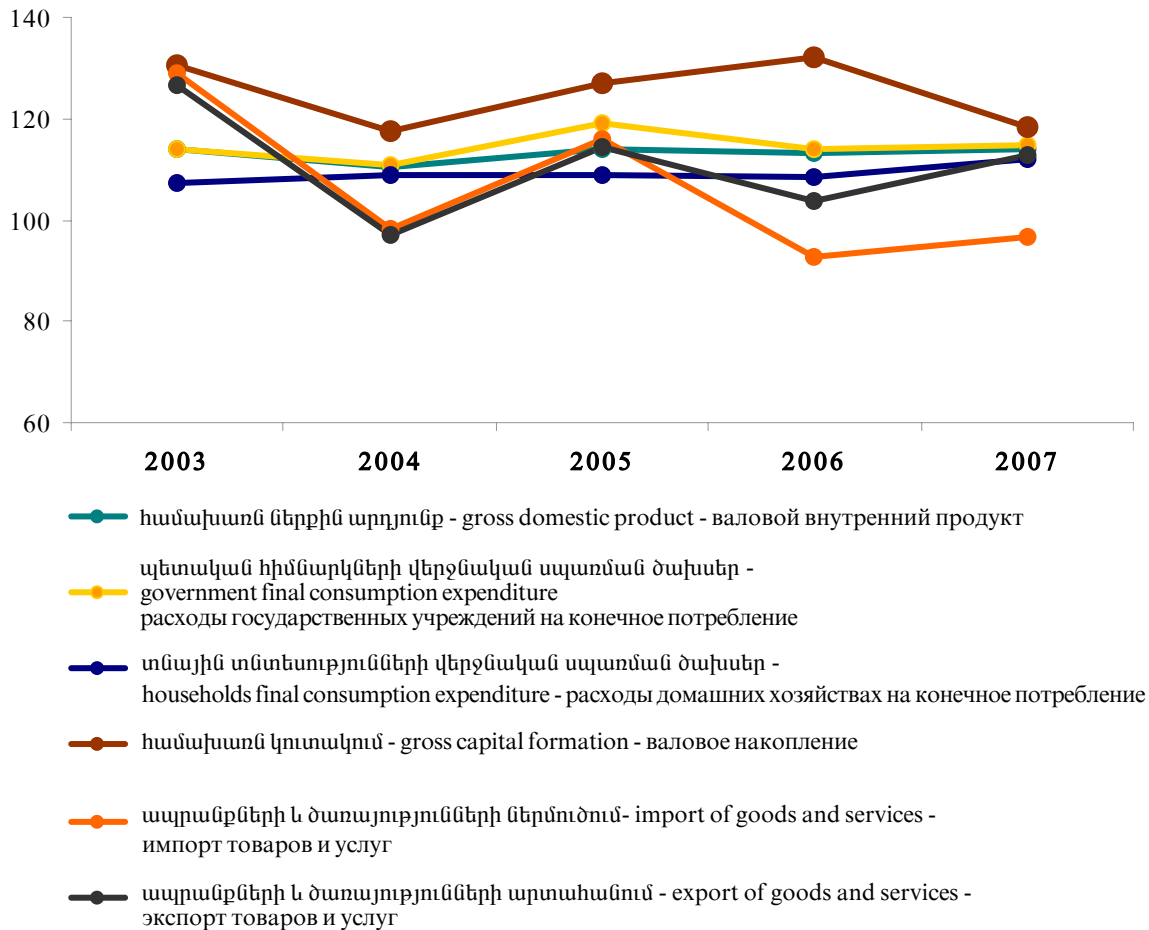 140
120
100
80
60
2003 2004 2005 2006 2007
համախառն ներքին արդյունք - gross domestic product - валовой внутренний продукт
պետական հիմնարկների վերջնական սպառման ծախսեր -
government final consumption expenditure
расходы государственных учреждений на конечное потребление
տնային տնտեսությունների վերջնական սպառման ծախսեր -
households final consumption expenditure - расходы домашних хозяйствах на конечное потребление
համախառն կուտակում - gross capital formation - валовое накопление
ապրանքների և ծառայությունների ներմուծում- import of goods and services -
импорт товаров и услуг
ապրանքների և ծառայությունների արտահանում - export of goods and services -
экспорт товаров и услуг